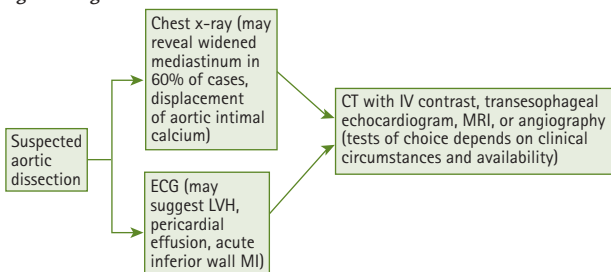 Suspected
aortic
dissection
Chest x-ray (may
reveal widened
mediastinum in
60% of cases,
displacement
of aortic intimal
calcium)
ECG (may
suggest LVH,
pericardial
effusion, acute
inferior wall MI)
CT with IV contrast, transesophageal
echocardiogram, MRI, or angiography
(tests of choice depends on clinical
circumstances and availability)